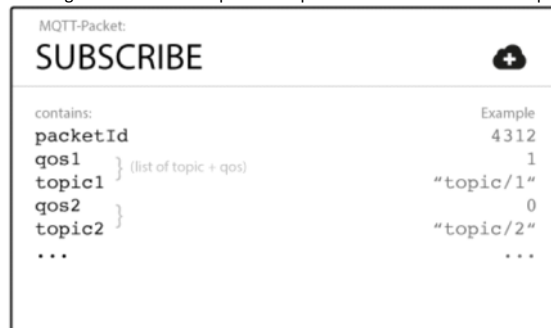 MQTT-Packet:
SUBSCRIBE
contains: Example
packetId 4312
qos1 } (list of topic + qos) 1
topic1 "topic/1"
qos2 } 0
topic2 "topic/2"
... ...